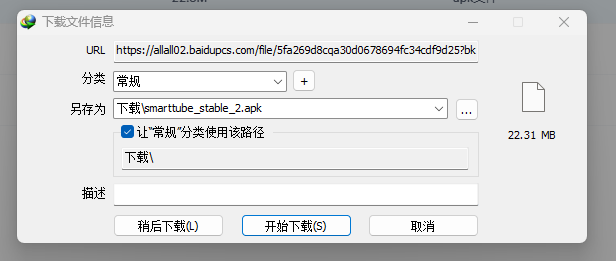 下载文件信息
URL https://allall02.baidupcs.com/file/5fa269d8cqa30d0678694fc34cdf9d25?bk
分类 常规 +
另存为 下载\smarttube_stable_2.apk ...
22.31 MB
让“常规”分类使用该路径
下载\
描述
稍后下载(L) 开始下载(S) 取消